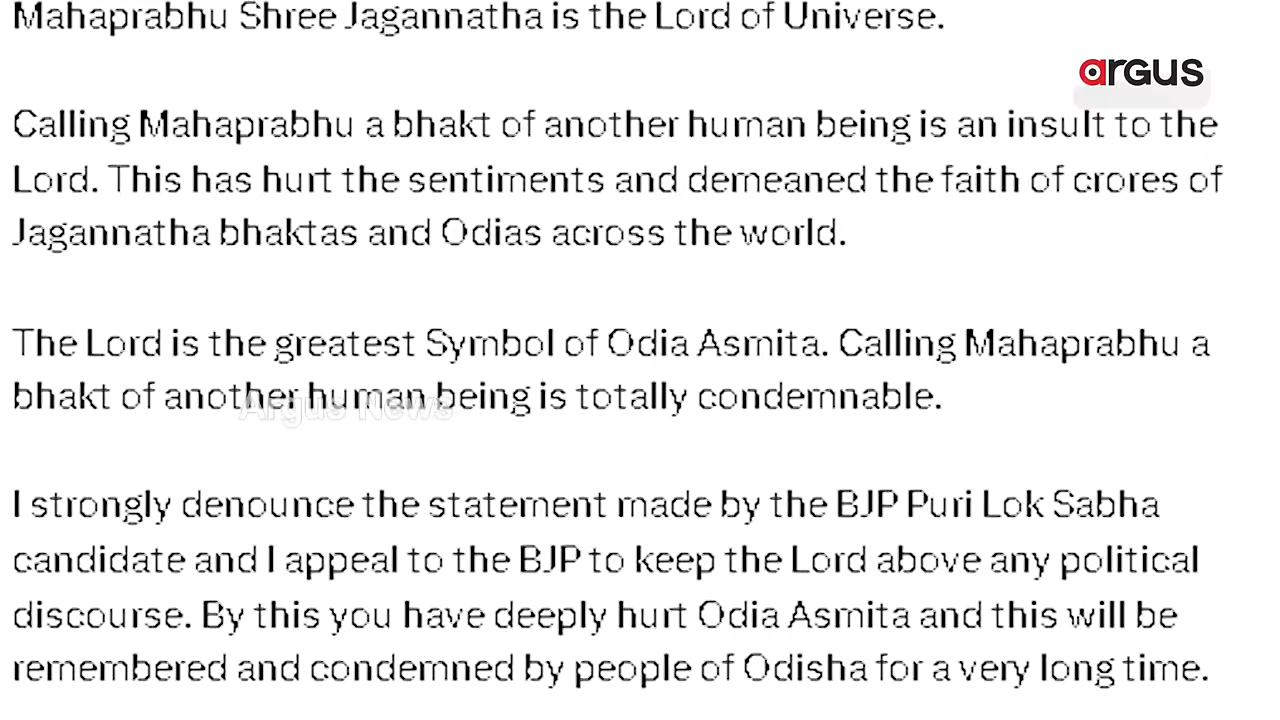 Mahaprabhu Shree Jagannatha is the Lord of Universe.
argus
Calling Mahaprabhu a bhakt of another human being is an insult to the
Lord. This has hurt the sentiments and demeaned the faith of crores of
Jagannatha bhaktas and Odias across the world.
The Lord is the greatest Symbol of Odia Asmita. Calling Mahaprabhu a
bhakt of another human being is totally condemnable.
Argus News
I strongly denounce the statement made by the BJP Puri Lok Sabha
candidate and I appeal to the BJP to keep the Lord above any political
discourse. By this you have deeply hurt Odia Asmita and this will be
remembered and condemned by people of Odisha for a very long time.